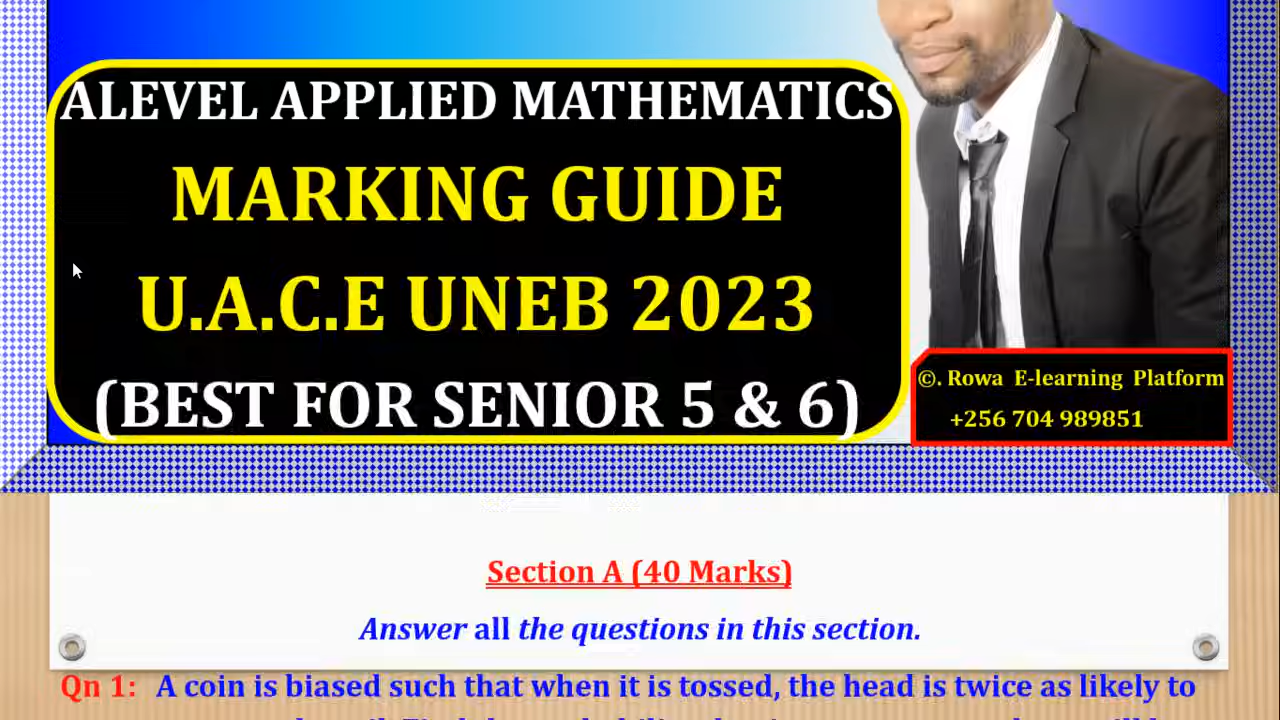 ALEVEL APPLIED MATHEMATICS
MARKING GUIDE
U.A.C.E UNEB 2023
(BEST FOR SENIOR 5 & 6)
©. Rowa E-learning Platform
+256 704 989851
Section A (40 Marks)
Answer all the questions in this section.
Qn 1: A coin is biased such that when it is tossed, the head is twice as likely to